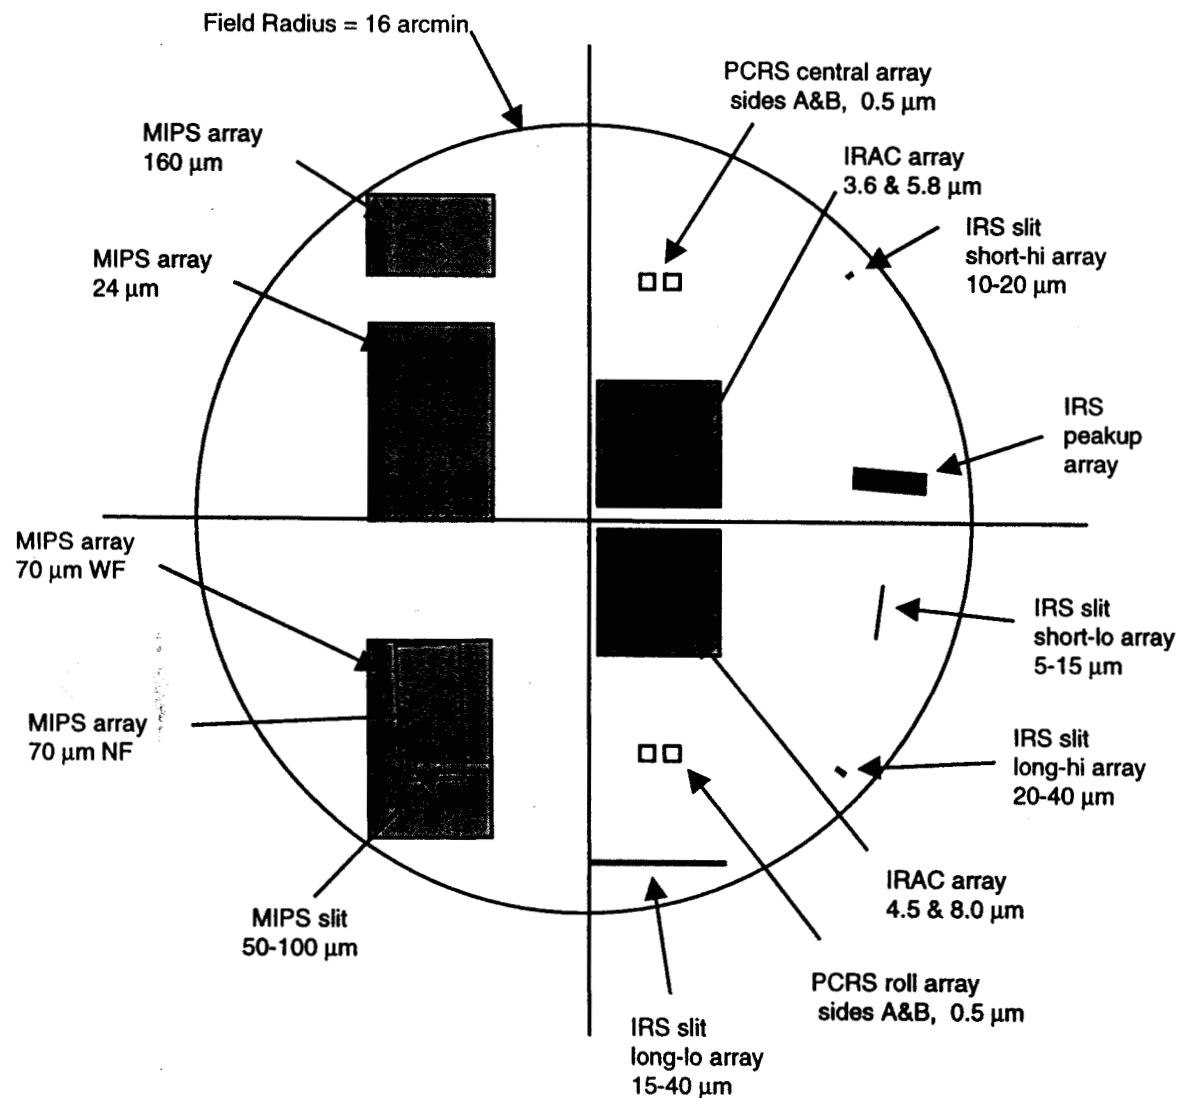 Field Radius = 16 arcmin
PCRS central array
sides A&B, 0.5 µm
MIPS array
160 µm
IRAC array
3.6 & 5.8 µm
IRS slit
short-hi array
10-20 µm
MIPS array
24 µm
IRS
peakup
array
MIPS array
70 µm WF
IRS slit
short-lo array
5-15 µm
MIPS array
70 µm NF
IRS slit
long-hi array
20-40 µm
IRAC array
4.5 & 8.0 µm
MIPS slit
50-100 µm
PCRS roll array
sides A&B, 0.5 µm
IRS slit
long-lo array
15-40 µm